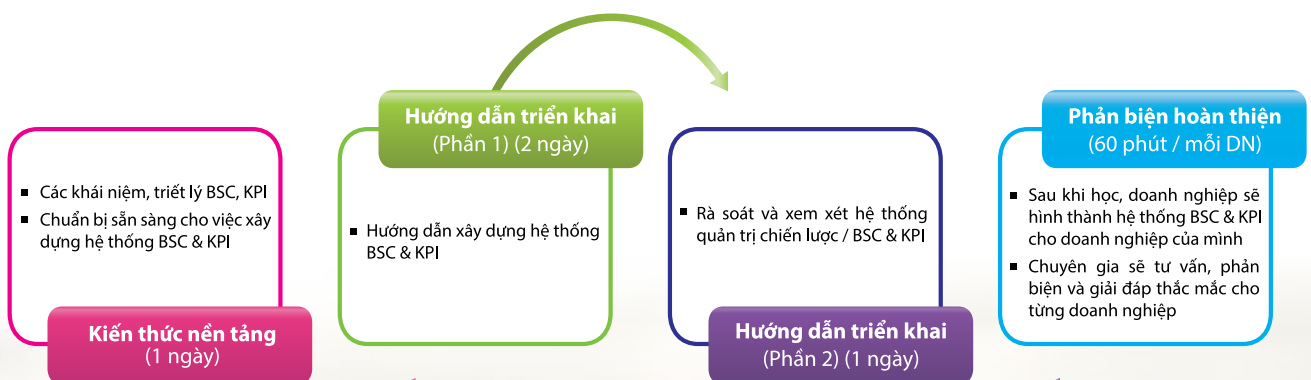 Các khái niệm, triết lý BSC, KPI
Chuẩn bị sẵn sàng cho việc xây
dựng hệ thống BSC & KPI
Kiến thức nền tảng
(1 ngày)
Hướng dẫn triển khai
(Phần 1) (2 ngày)
Hướng dẫn xây dựng hệ thống
BSC & KPI
Rà soát và xem xét hệ thống
quản trị chiến lược / BSC & KPI
Hướng dẫn triển khai
(Phần 2) (1 ngày)
Phản biện hoàn thiện
(60 phút / mỗi DN)
Sau khi học, doanh nghiệp sẽ
hình thành hệ thống BSC & KPI
cho doanh nghiệp của mình
Chuyên gia sẽ tư vấn, phản
biện và giải đáp thắc mắc cho
từng doanh nghiệp